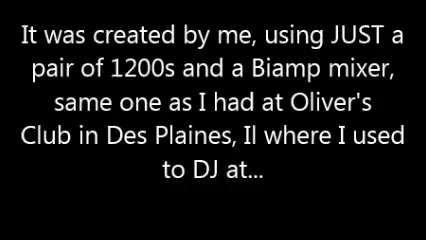 It was created by me, using JUST a
pair of 1200s and a Biamp mixer,
same one as I had at Oliver's
Club in Des Plaines, Il where I used
to DJ at...